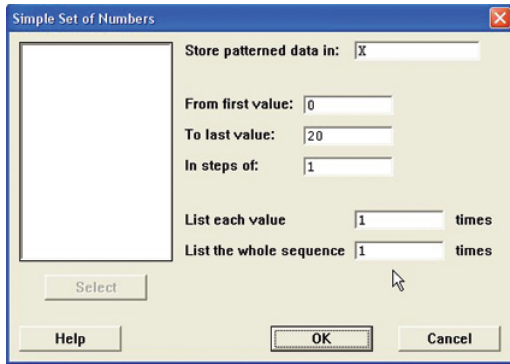 Simple Set of Numbers
Store patterned data in: X
From first value: 0
To last value: 20
In steps of: 1
List each value 1 times
List the whole sequence 1 times
Select
Help OK Cancel